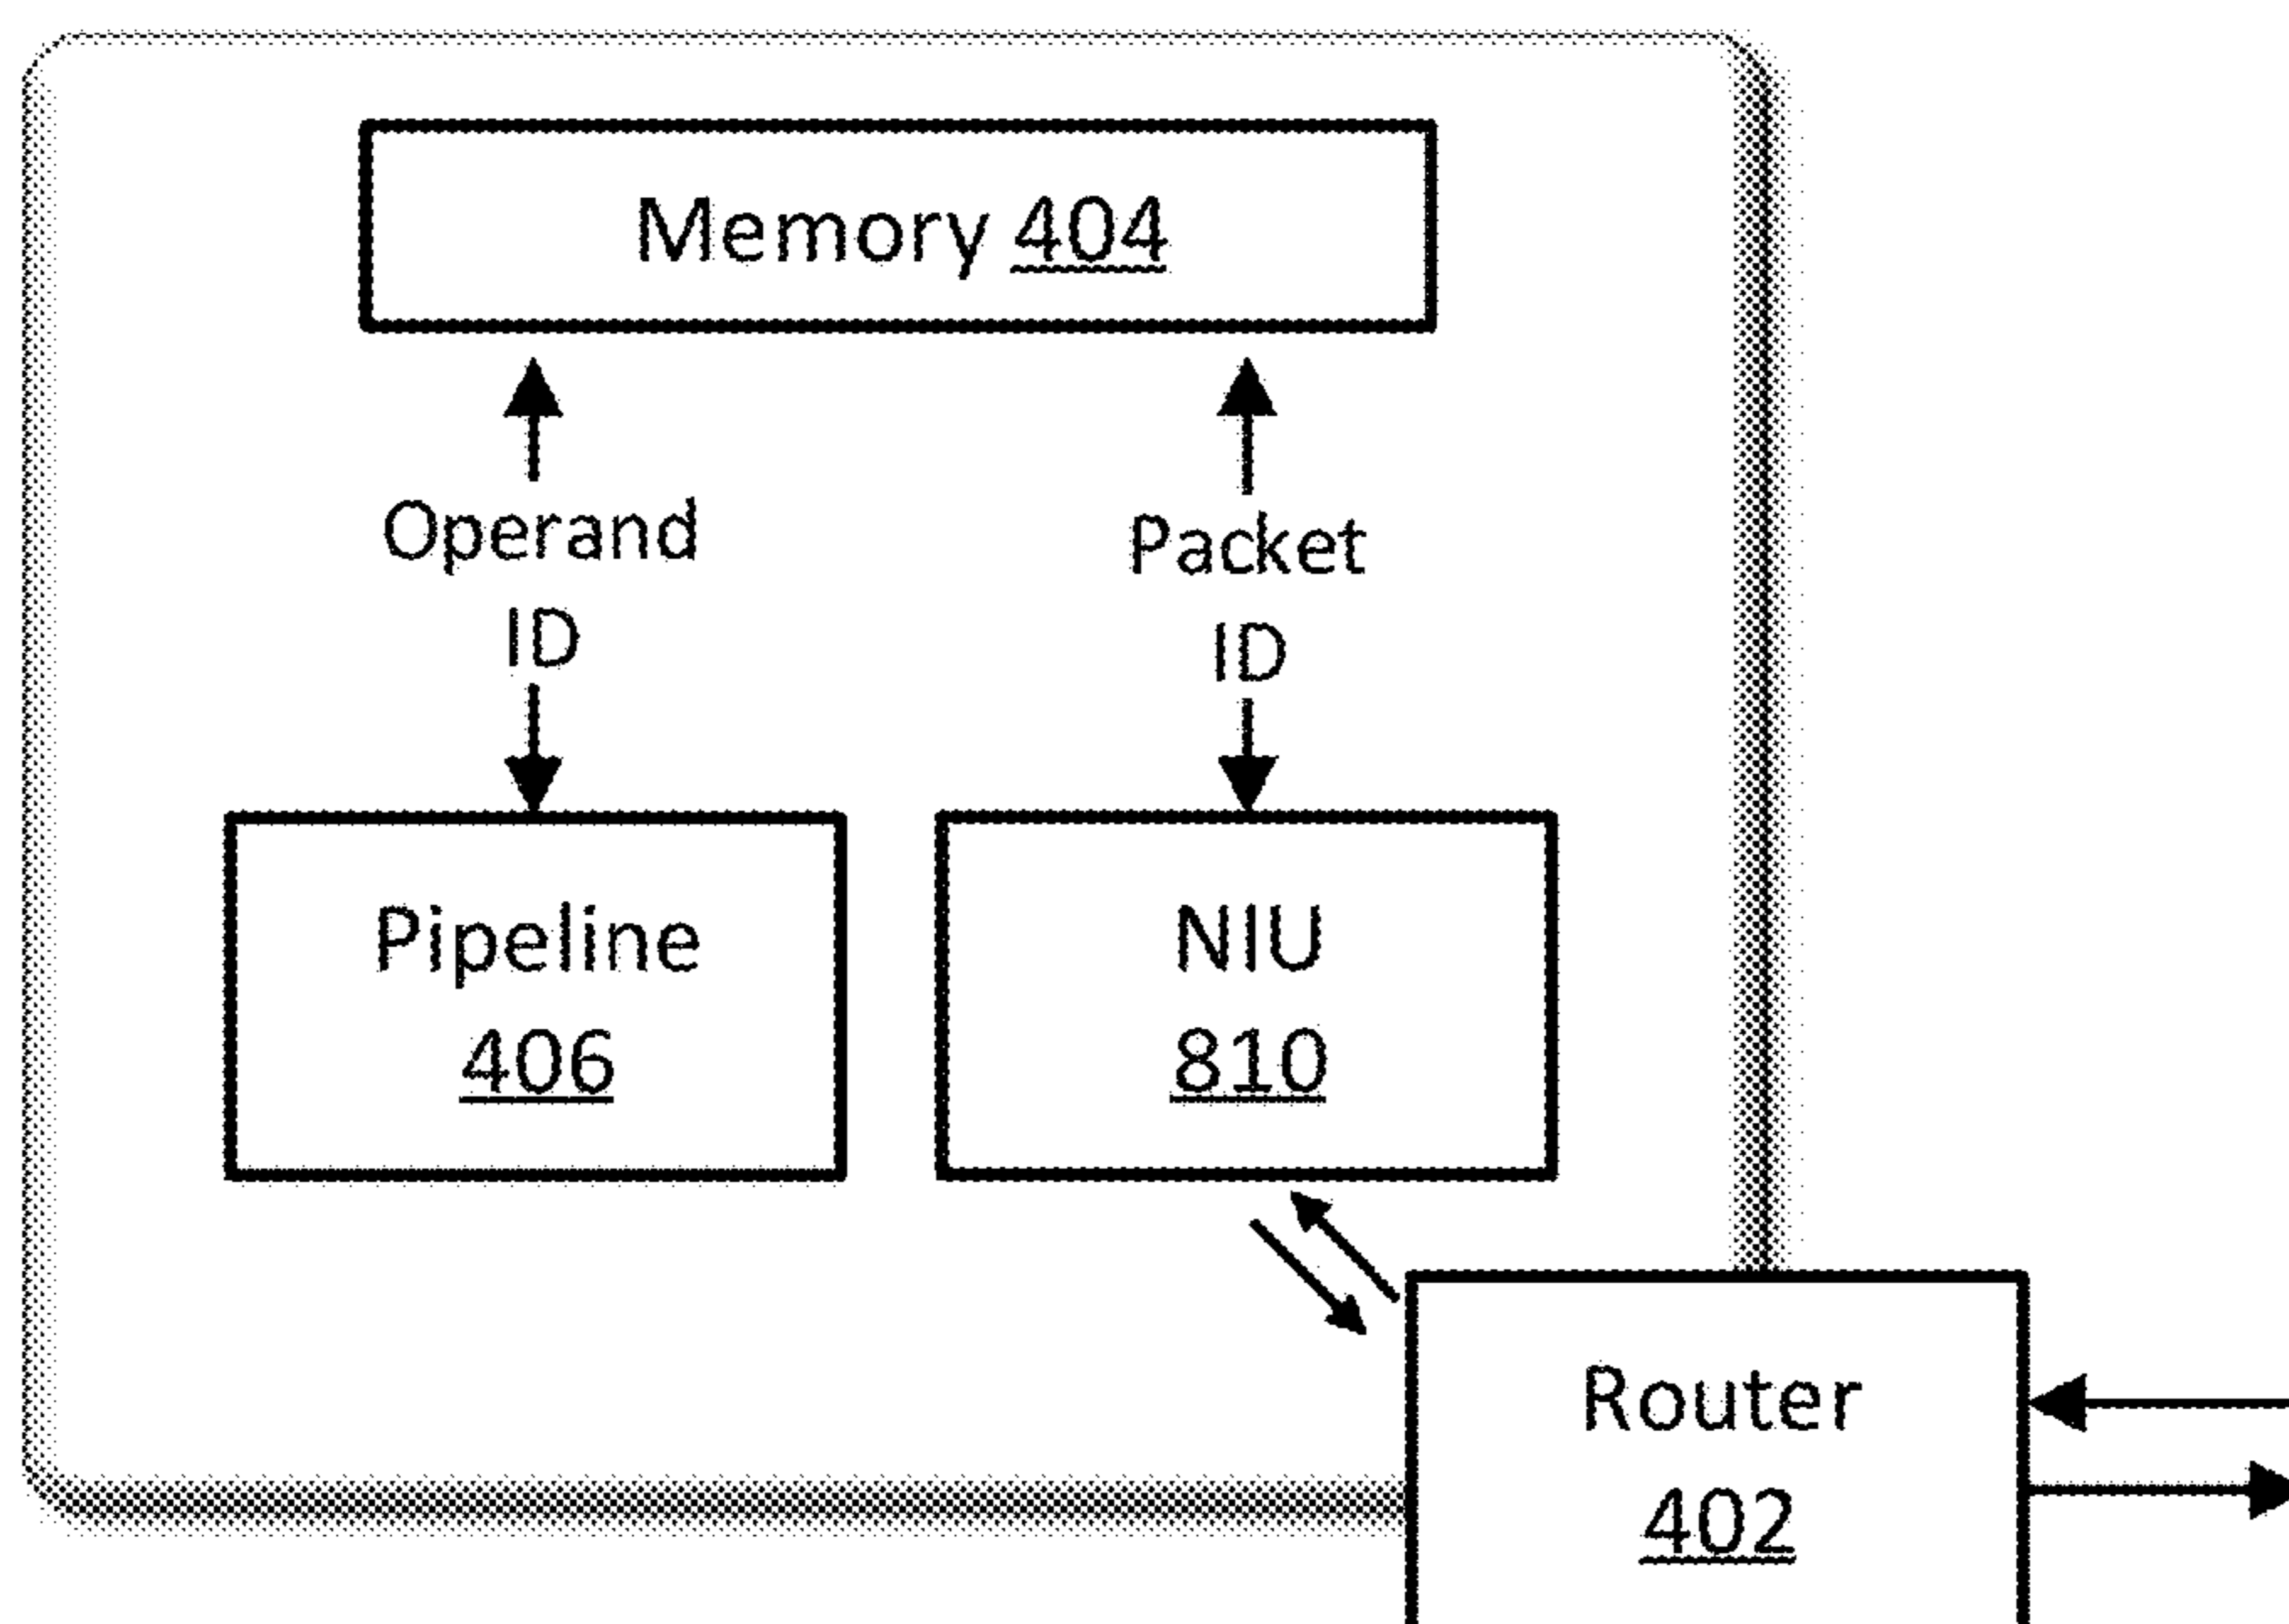 Memory 404
Operand
ID
Packet
ID
Pipeline
406
NIU
810
Router
402